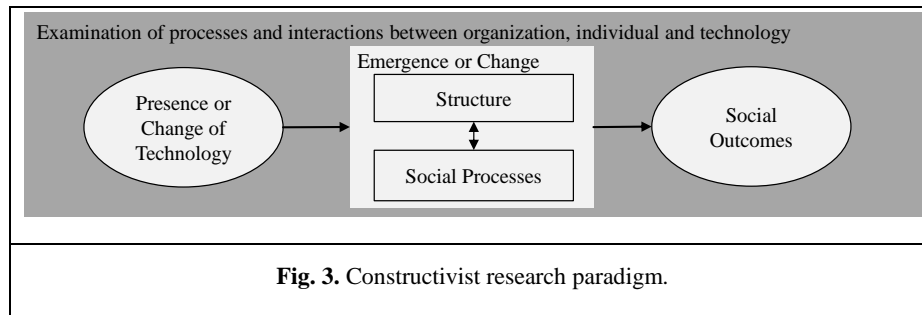 Examination of processes and interactions between organization, individual and technology
Emergence or Change
Presence or
Change of
Technology
Structure
Social Processes
Social
Outcomes
Fig. 3. Constructivist research paradigm.